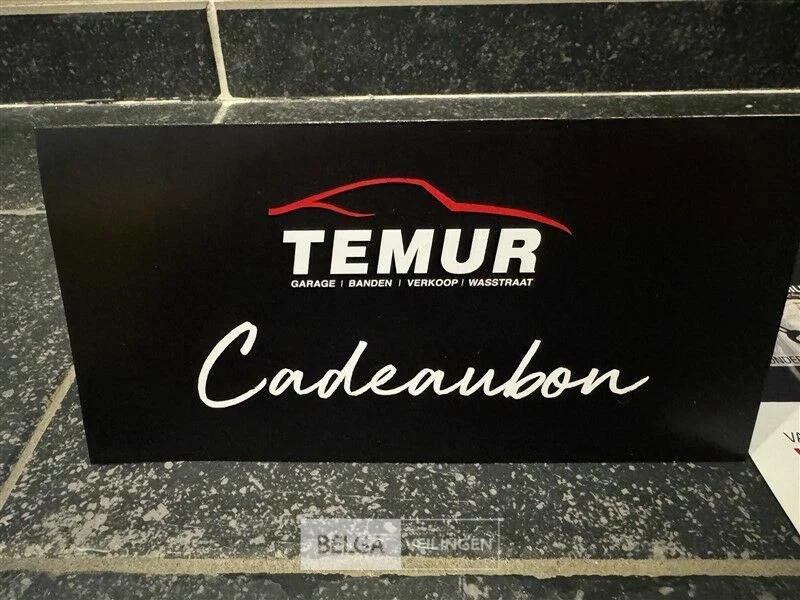 TEMUR
GARAGE | BANDEN | VERKOOP | WASSTRAAT
Cadeaubon
BELGA VEILINGEN